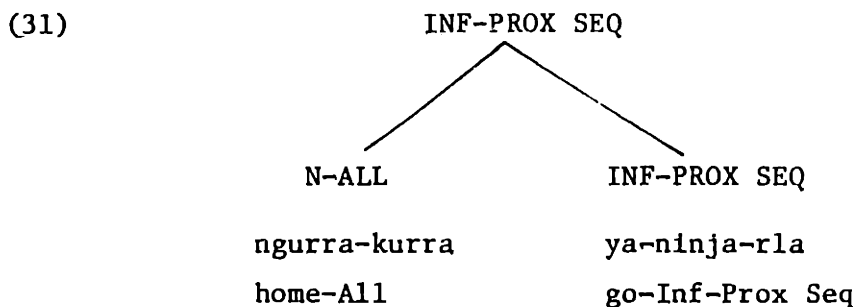 (31) INF-PROX SEQ
N-ALL INF-PROX SEQ
ngurra-kurra ya-ninja-rla
home-All go-Inf-Prox Seq